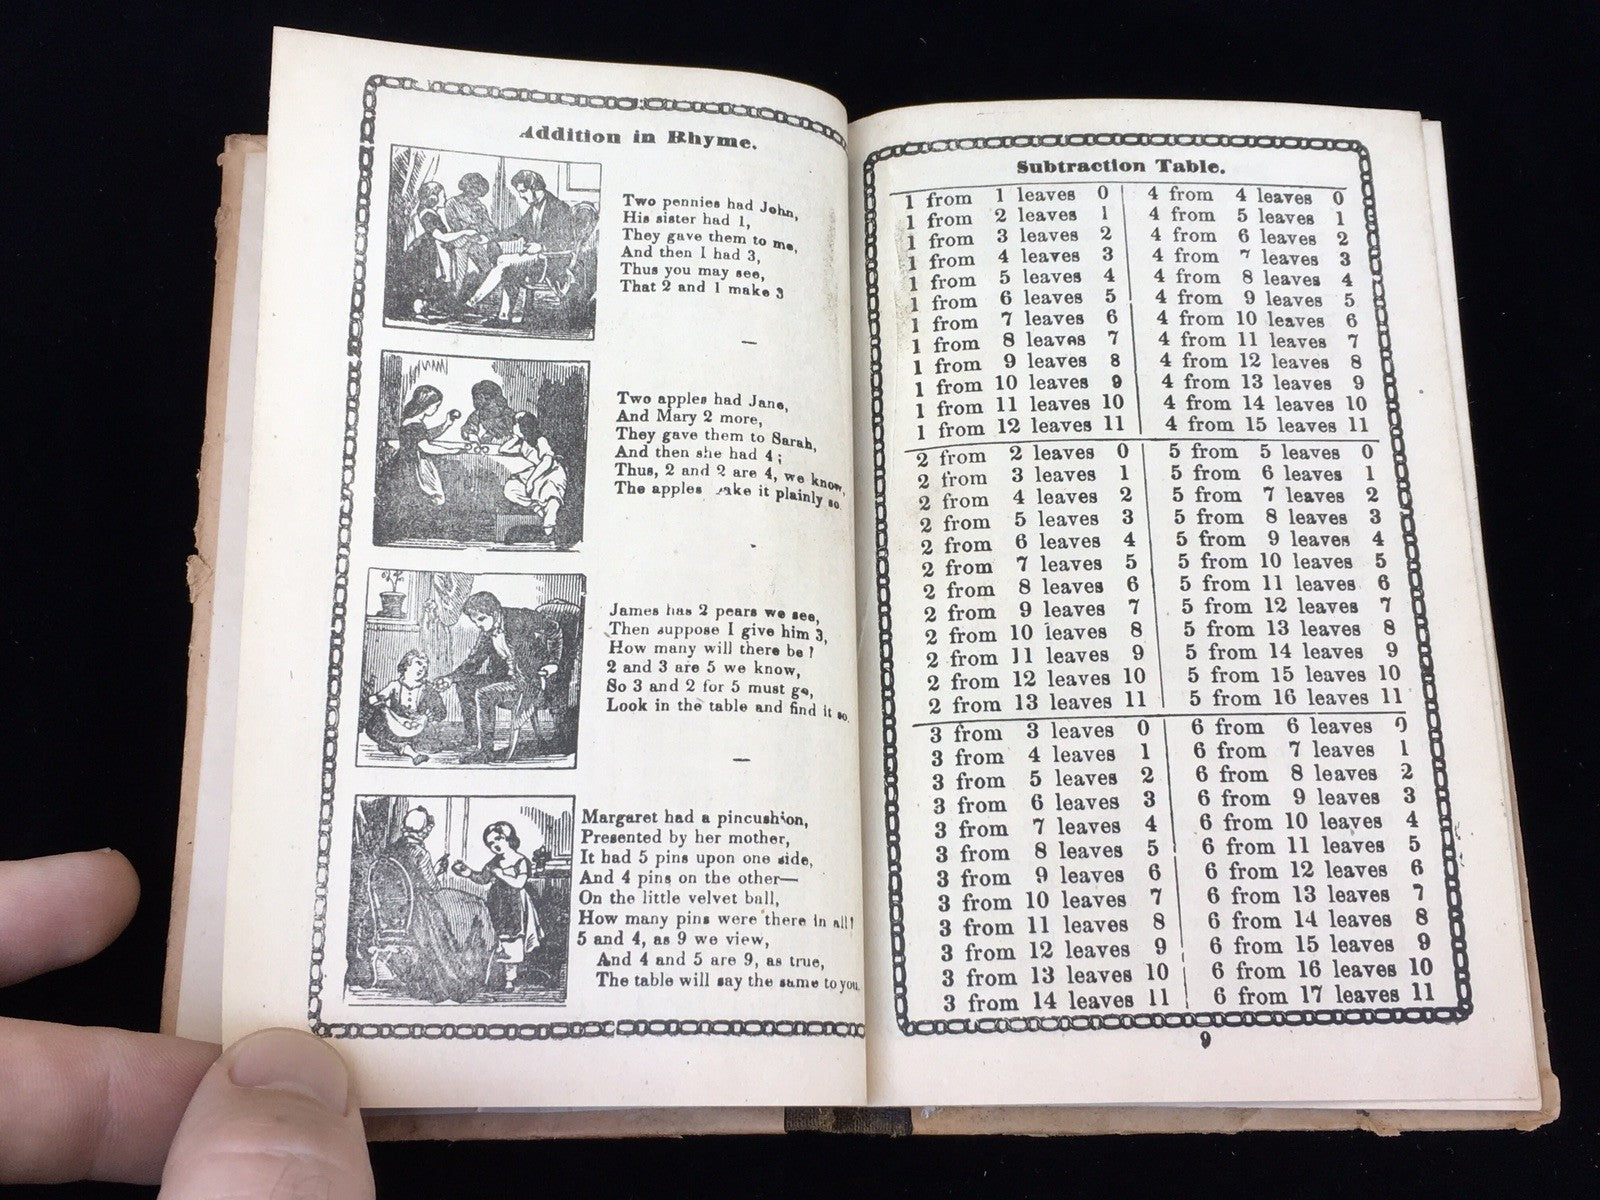 Addition in Rhyme.
Two pennies had John,
His sister had 1,
They gave them to me,
And then I had 3,
Thus you may see,
That 2 and 1 make 3
Two apples had Jane,
And Mary 2 more,
They gave them to Sarah,
And then she had 4;
Thus, 2 and 2 are 4, we know,
The apples make it plainly so.
James has 2 pears we see,
Then suppose I give him 3,
How many will there be?
2 and 3 are 5 we know,
So 3 and 2 for 5 must go,
Look in the table and find it so.
Margaret had a pincushion,
Presented by her mother,
It had 5 pins upon one side,
And 4 pins on the other—
On the little velvet ball,
How many pins were there in all?
5 and 4, as 9 we view,
And 4 and 5 are 9, as true,
The table will say the same to you.
Subtraction Table.
1 from 1 leaves 0 4 from 4 leaves 0
1 from 2 leaves 1 4 from 5 leaves 1
1 from 3 leaves 2 4 from 6 leaves 2
1 from 4 leaves 3 4 from 7 leaves 3
1 from 5 leaves 4 4 from 8 leaves 4
1 from 6 leaves 5 4 from 9 leaves 5
1 from 7 leaves 6 4 from 10 leaves 6
1 from 8 leaves 7 4 from 11 leaves 7
1 from 9 leaves 8 4 from 12 leaves 8
1 from 10 leaves 9 4 from 13 leaves 9
1 from 11 leaves 10 4 from 14 leaves 10
1 from 12 leaves 11 4 from 15 leaves 11
2 from 2 leaves 0 5 from 5 leaves 0
2 from 3 leaves 1 5 from 6 leaves 1
2 from 4 leaves 2 5 from 7 leaves 2
2 from 5 leaves 3 5 from 8 leaves 3
2 from 6 leaves 4 5 from 9 leaves 4
2 from 7 leaves 5 5 from 10 leaves 5
2 from 8 leaves 6 5 from 11 leaves 6
2 from 9 leaves 7 5 from 12 leaves 7
2 from 10 leaves 8 5 from 13 leaves 8
2 from 11 leaves 9 5 from 14 leaves 9
2 from 12 leaves 10 5 from 15 leaves 10
2 from 13 leaves 11 5 from 16 leaves 11
3 from 3 leaves 0 6 from 6 leaves 0
3 from 4 leaves 1 6 from 7 leaves 1
3 from 5 leaves 2 6 from 8 leaves 2
3 from 6 leaves 3 6 from 9 leaves 3
3 from 7 leaves 4 6 from 10 leaves 4
3 from 8 leaves 5 6 from 11 leaves 5
3 from 9 leaves 6 6 from 12 leaves 6
3 from 10 leaves 7 6 from 13 leaves 7
3 from 11 leaves 8 6 from 14 leaves 8
3 from 12 leaves 9 6 from 15 leaves 9
3 from 13 leaves 10 6 from 16 leaves 10
3 from 14 leaves 11 6 from 17 leaves 11
9